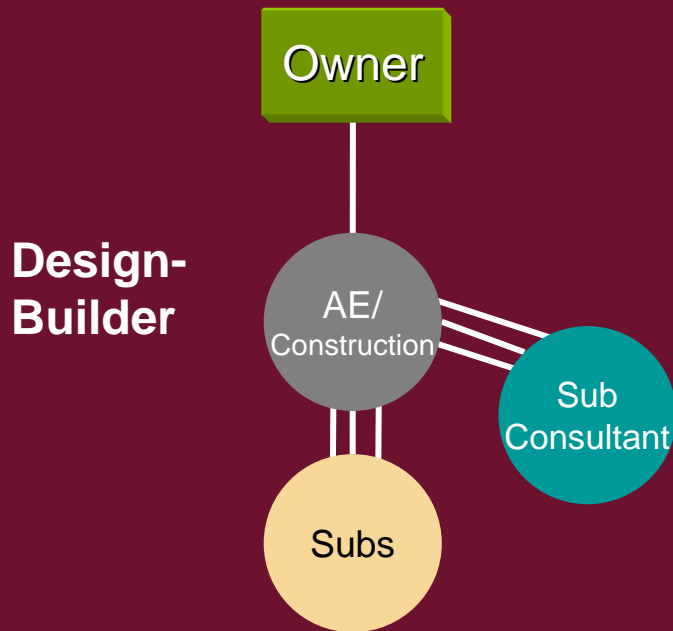 Owner
Design-
Builder
AE/
Construction
Sub
Consultant
Subs